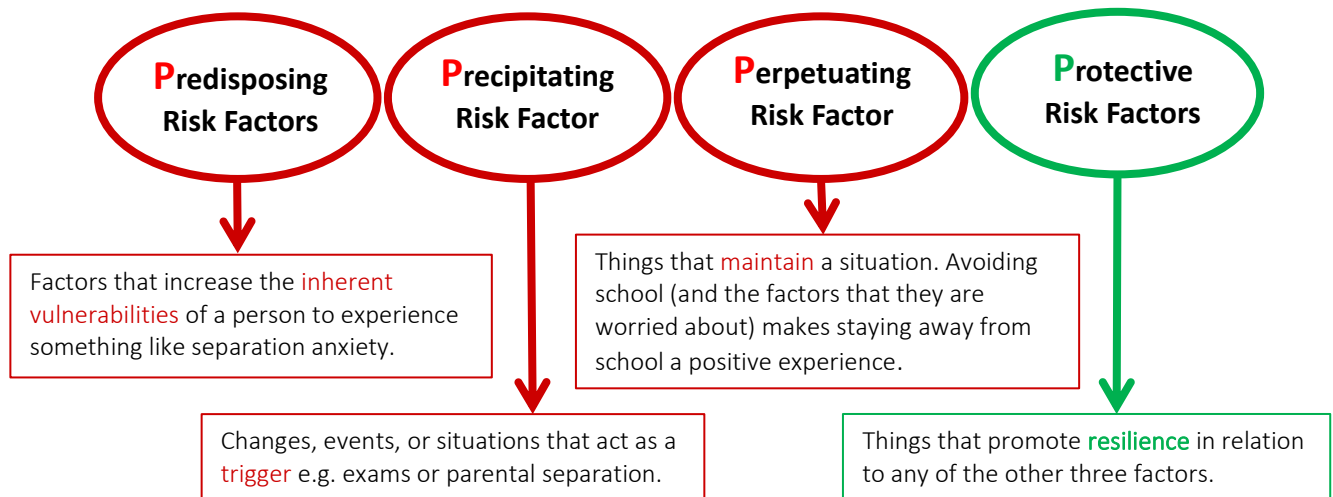 Predisposing
Risk Factors
Precipitating
Risk Factor
Perpetuating
Risk Factor
Protective
Risk Factors
Factors that increase the inherent
vulnerabilities of a person to experience
something like separation anxiety.
Changes, events, or situations that act as a
trigger e.g. exams or parental separation.
Things that maintain a situation. Avoiding
school (and the factors that they are
worried about) makes staying away from
school a positive experience.
Things that promote resilience in relation
to any of the other three factors.